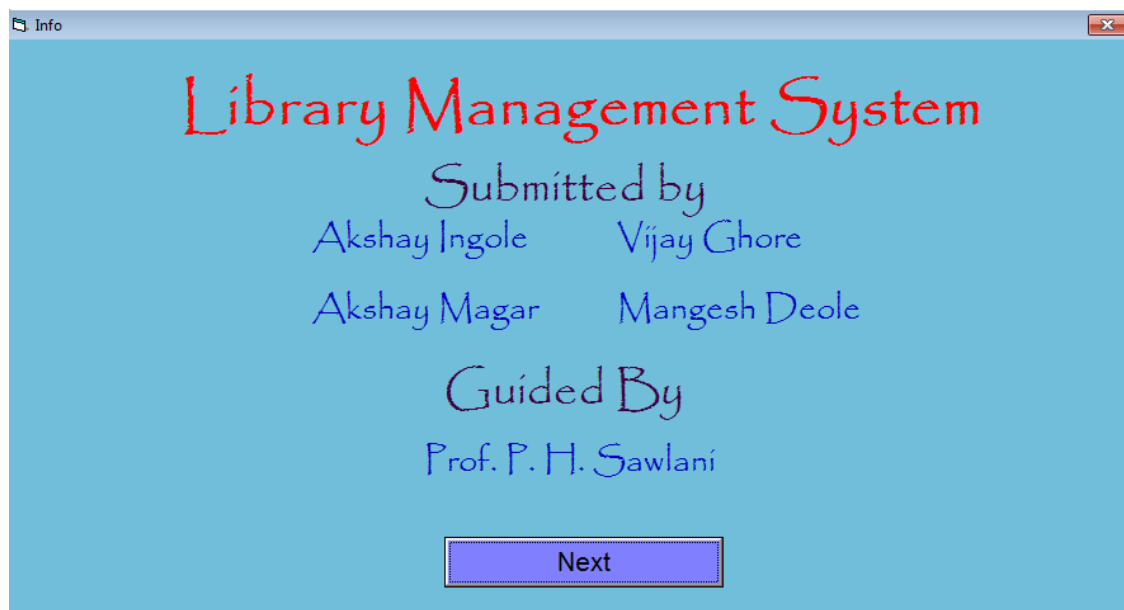 Info
Library Management System
Submitted by
Akshay Ingole Vijay Ghore
Akshay Magar Mangesh Deole
Guided By
Prof. P. H. Sawlani
Next